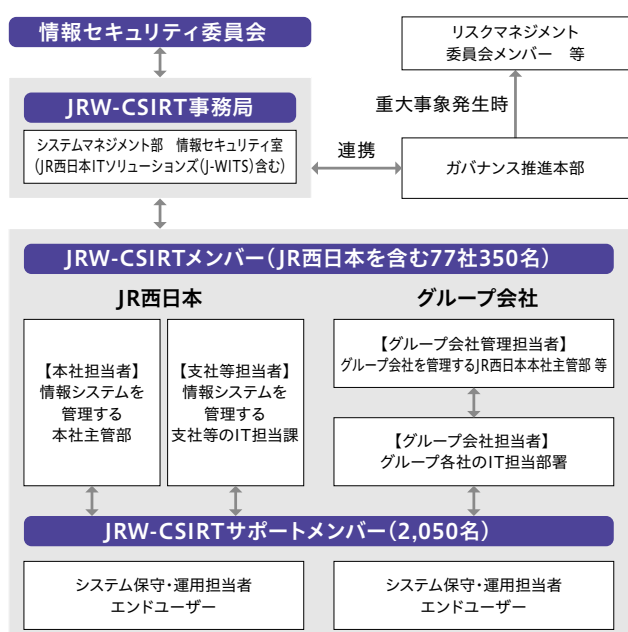 情報セキュリティ委員会
リスクマネジメント
委員会メンバー 等
JRW-CSIRT事務局
重大事象発生時
システムマネジメント部 情報セキュリティ室
(JR西日本ITソリューションズ(J-WITS)含む)
連携
ガバナンス推進本部
JRW-CSIRTメンバー(JR西日本を含む77社350名)
JR西日本
グループ会社
【本社担当者】
情報システムを
管理する
本社主管部
【支社等担当者】
情報システムを
管理する
支社等のIT担当課
【グループ会社管理担当者】
グループ会社を管理するJR西日本本社主管部 等
【グループ会社担当者】
グループ各社のIT担当部署
JRW-CSIRTサポートメンバー(2,050名)
システム保守・運用担当者
エンドユーザー
システム保守・運用担当者
エンドユーザー